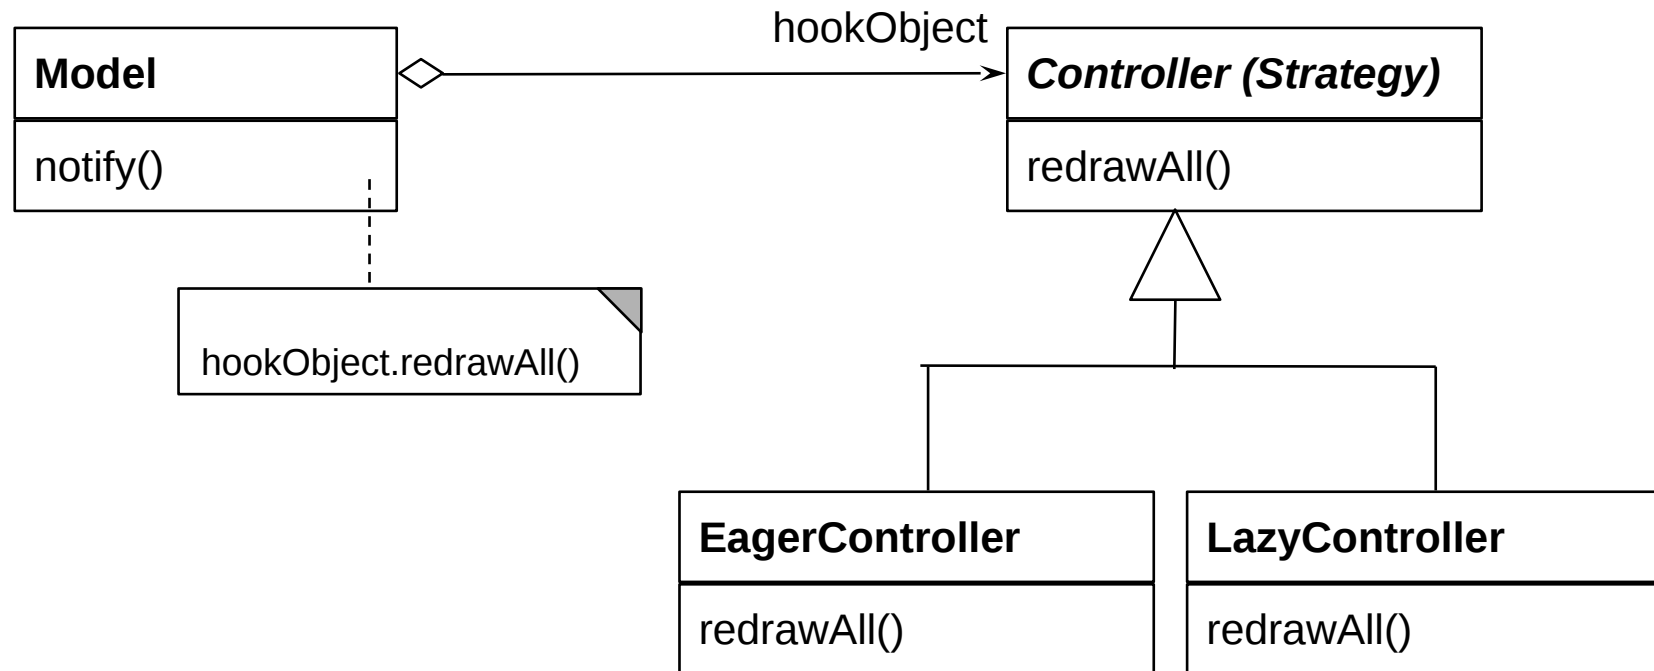 hookObject
Model
Controller (Strategy)
notify()
redrawAll()
hookObject.redrawAll()
EagerController
LazyController
redrawAll()
redrawAll()